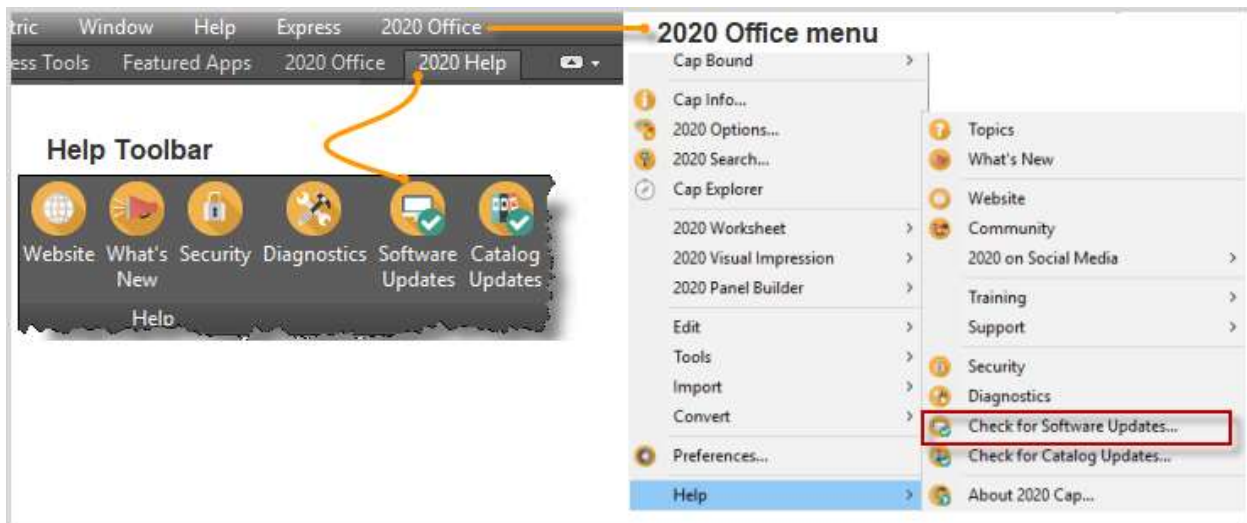 tric Window Help Express 2020 Office
ess Tools Featured Apps 2020 Office 2020 Help
Help Toolbar
Website What's New Security Diagnostics Software Updates Catalog Updates
Help
2020 Office menu
Cap Bound
Cap Info...
2020 Options...
2020 Search...
Cap Explorer
2020 Worksheet
2020 Visual Impression
2020 Panel Builder
Edit
Tools
Import
Convert
Preferences...
Help
Topics
What's New
Website
Community
2020 on Social Media
Training
Support
Security
Diagnostics
Check for Software Updates...
Check for Catalog Updates...
About 2020 Cap...